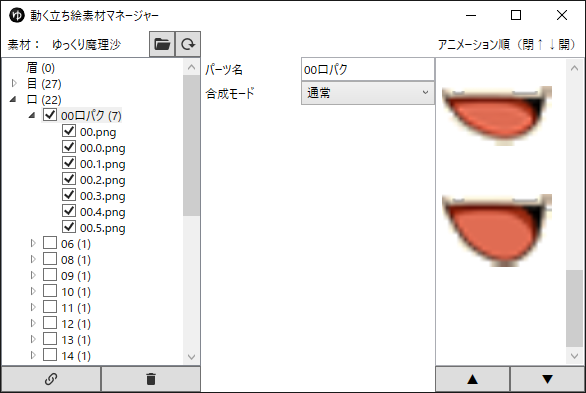 ゆ 動く立ち絵素材マネージャー
素材： ゆっくり魔理沙
アニメーション順（閉↑↓開）
眉 (0)
目 (27)
口 (22)
00口パク (7)
00.png
00.0.png
00.1.png
00.2.png
00.3.png
00.4.png
00.5.png
06 (1)
08 (1)
09 (1)
10 (1)
11 (1)
12 (1)
13 (1)
14 (1)
パーツ名 00口パク
合成モード 通常
▲ ▼